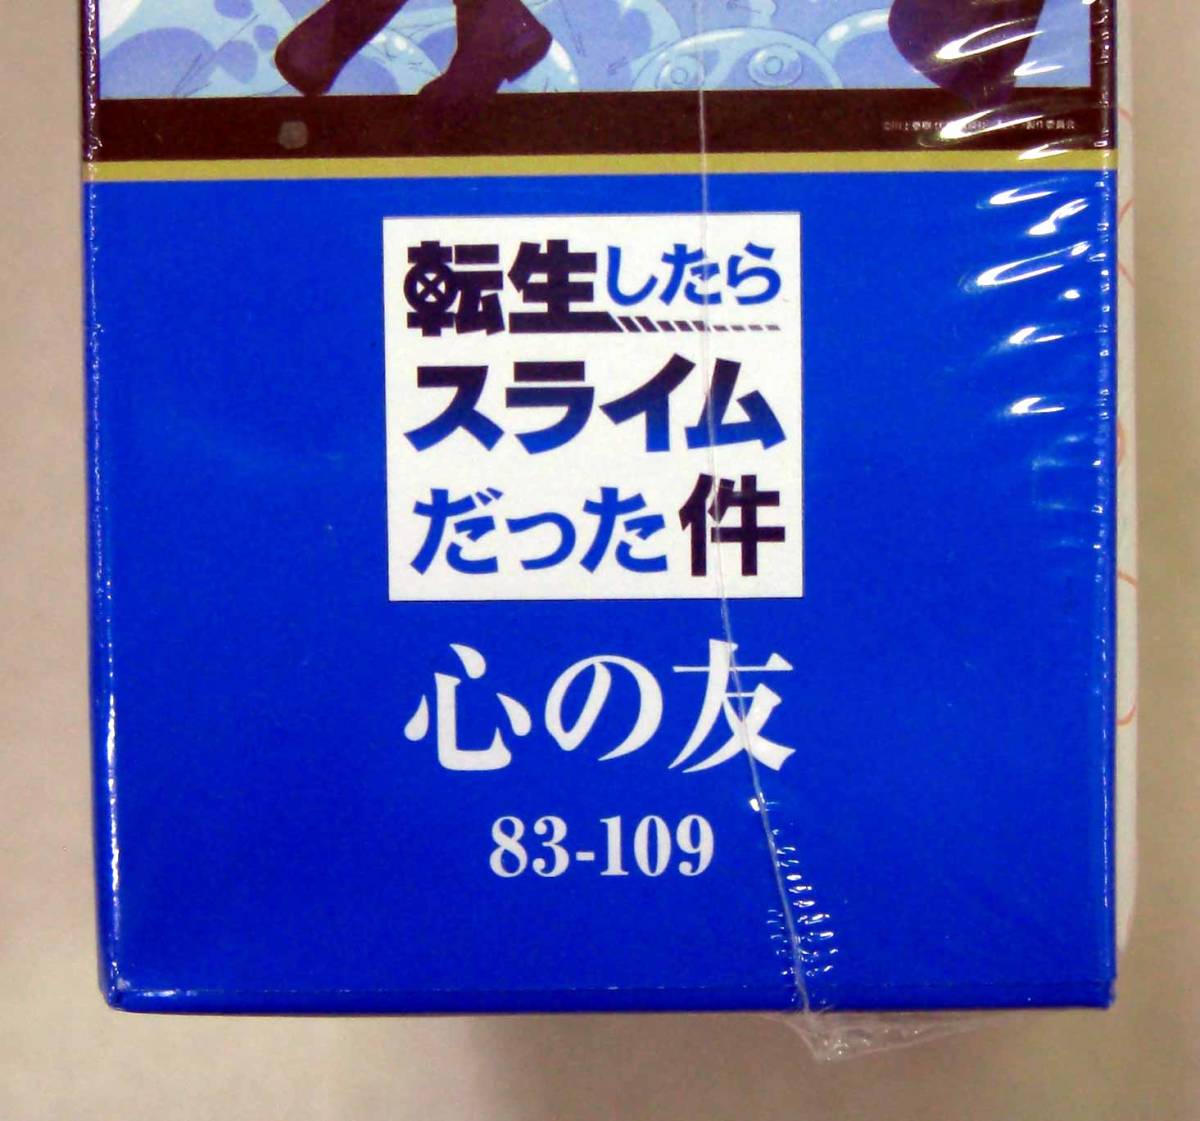 転生したら
スライム
だった件
心の友
83-109